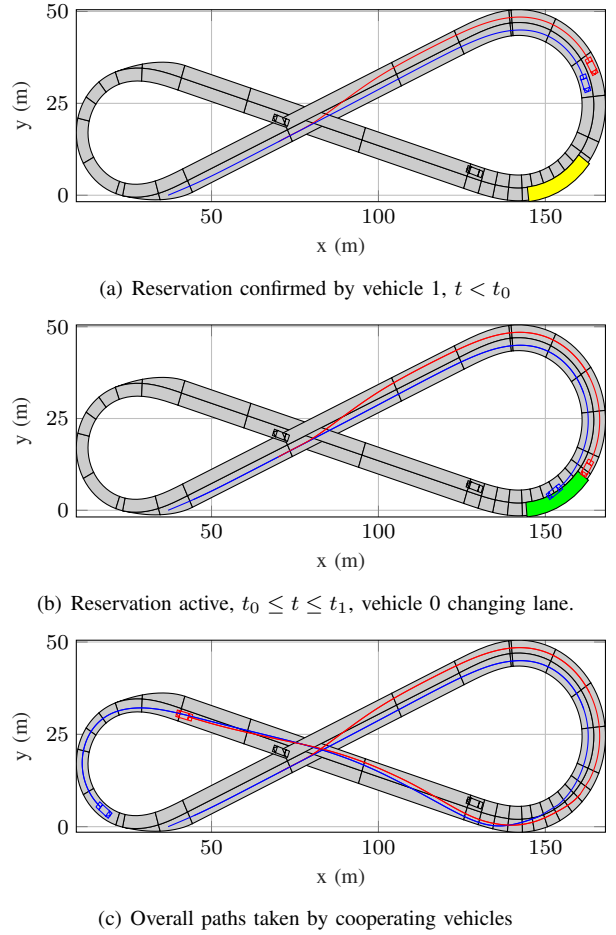 50
25
0
y (m)
50
100
150
x (m)
(a) Reservation confirmed by vehicle 1, t < t₀
50
25
0
y (m)
50
100
150
x (m)
(b) Reservation active, t₀ ≤ t ≤ t₁, vehicle 0 changing lane.
50
25
0
y (m)
50
100
150
x (m)
(c) Overall paths taken by cooperating vehicles